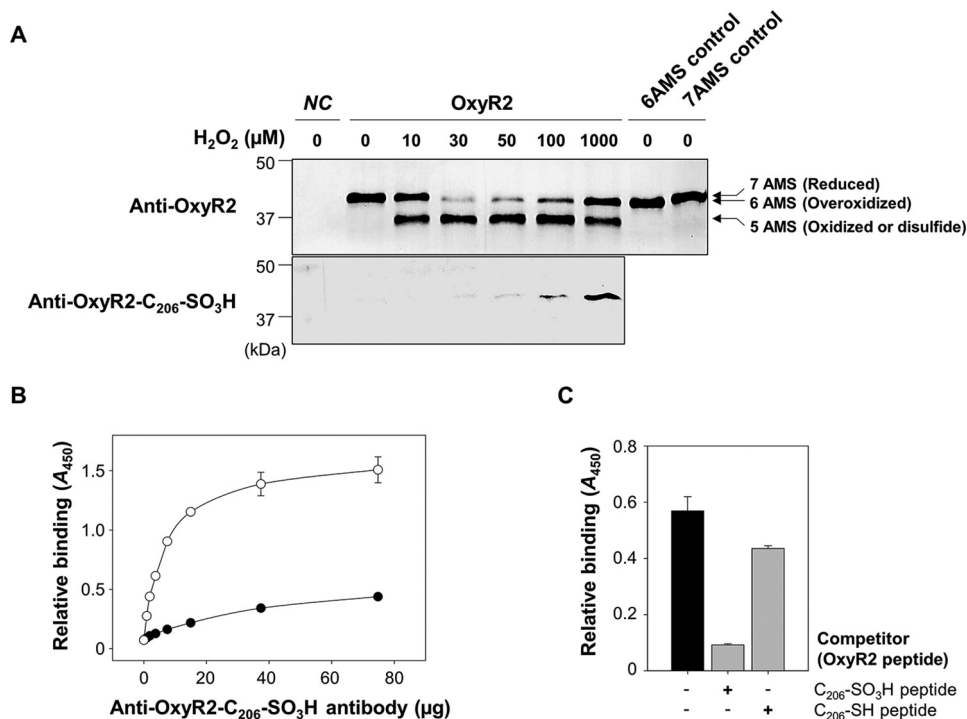 A
6AMS control
7AMS control
NC
OxyR2
H₂O₂ (µM)
0
0
10
30
50
100
1000
0
0
50
Anti-OxyR2
37
7 AMS (Reduced)
6 AMS (Overoxidized)
5 AMS (Oxidized or disulfide)
50
Anti-OxyR2-C₂₀₆-SO₃H
37
(kDa)
B
Relative binding (A₄₅₀)
1.5
1.0
0.5
0
0
20
40
60
80
Anti-OxyR2-C₂₀₆-SO₃H antibody (µg)
C
Relative binding (A₄₅₀)
0.8
0.6
0.4
0.2
0
Competitor
(OxyR2 peptide)
- + - C₂₀₆-SO₃H peptide
- - + C₂₀₆-SH peptide